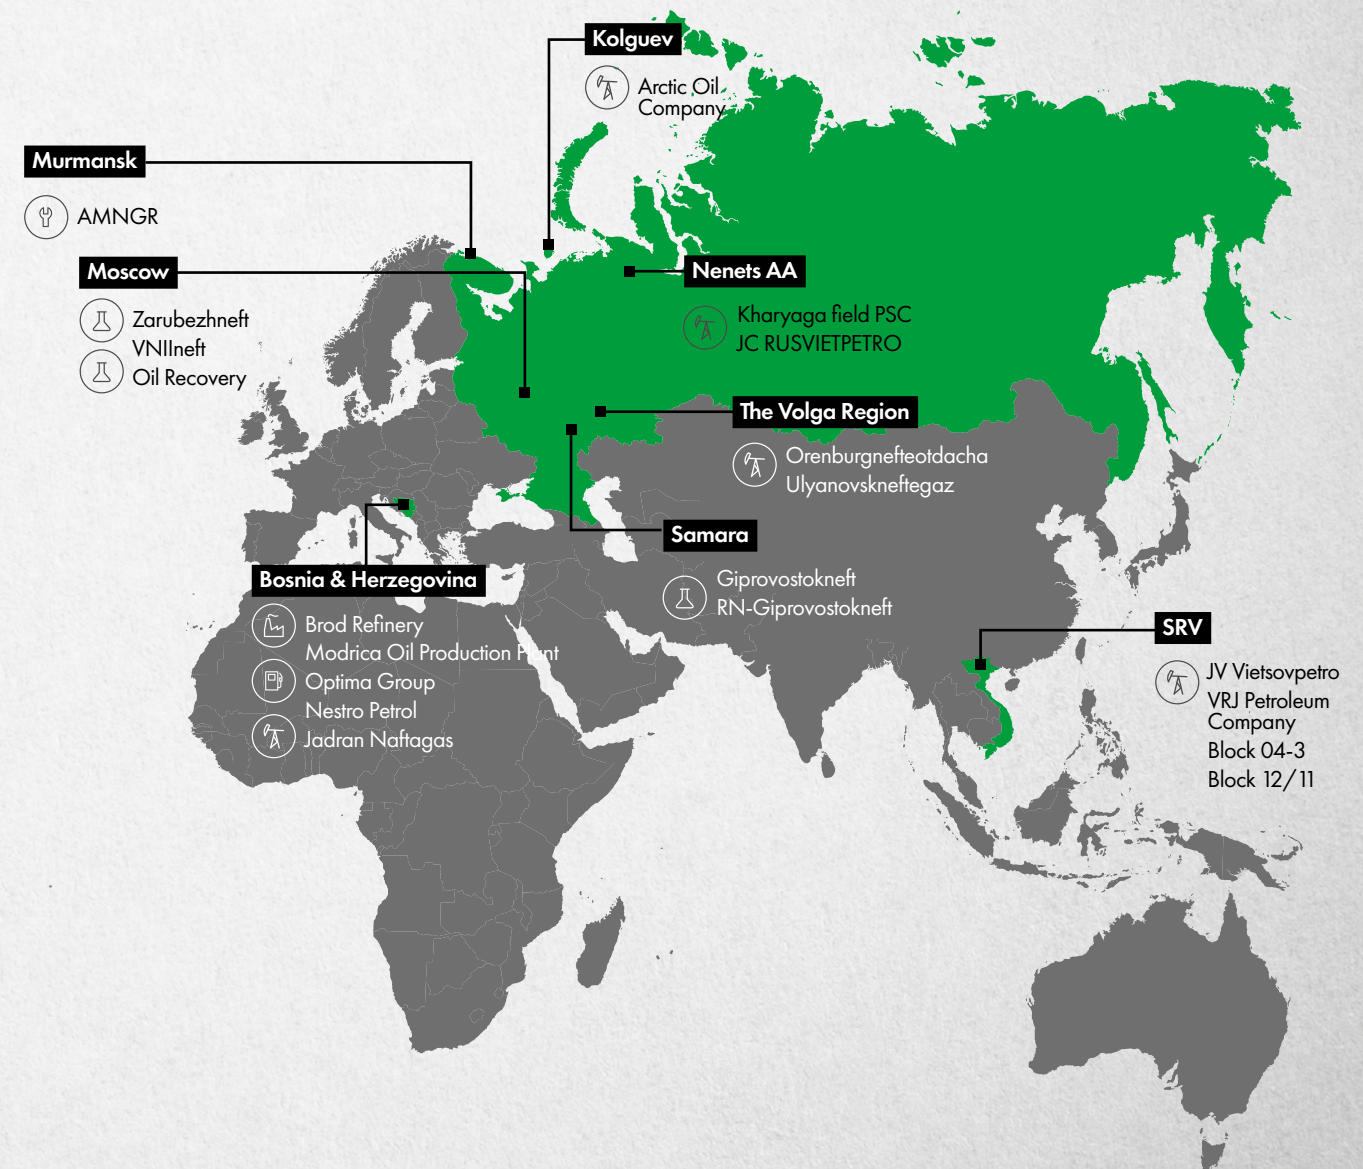 Kolguev
Arctic Oil
Company
Murmansk
AMNGR
Moscow
Zarubezhneft
VNIIneft
Oil Recovery
Nenets AA
Kharyaga field PSC
JC RUSVIETPETRO
The Volga Region
Orenburgnefteotdacha
Ulyanovskneftegaz
Samara
Giprovostokneft
RN-Giprovostokneft
Bosnia & Herzegovina
Brod Refinery
Modrica Oil Production Plant
Optima Group
Nestro Petrol
Jadran Naftagas
SRV
JV Vietsovpetro
VRJ Petroleum
Company
Block 04-3
Block 12/11